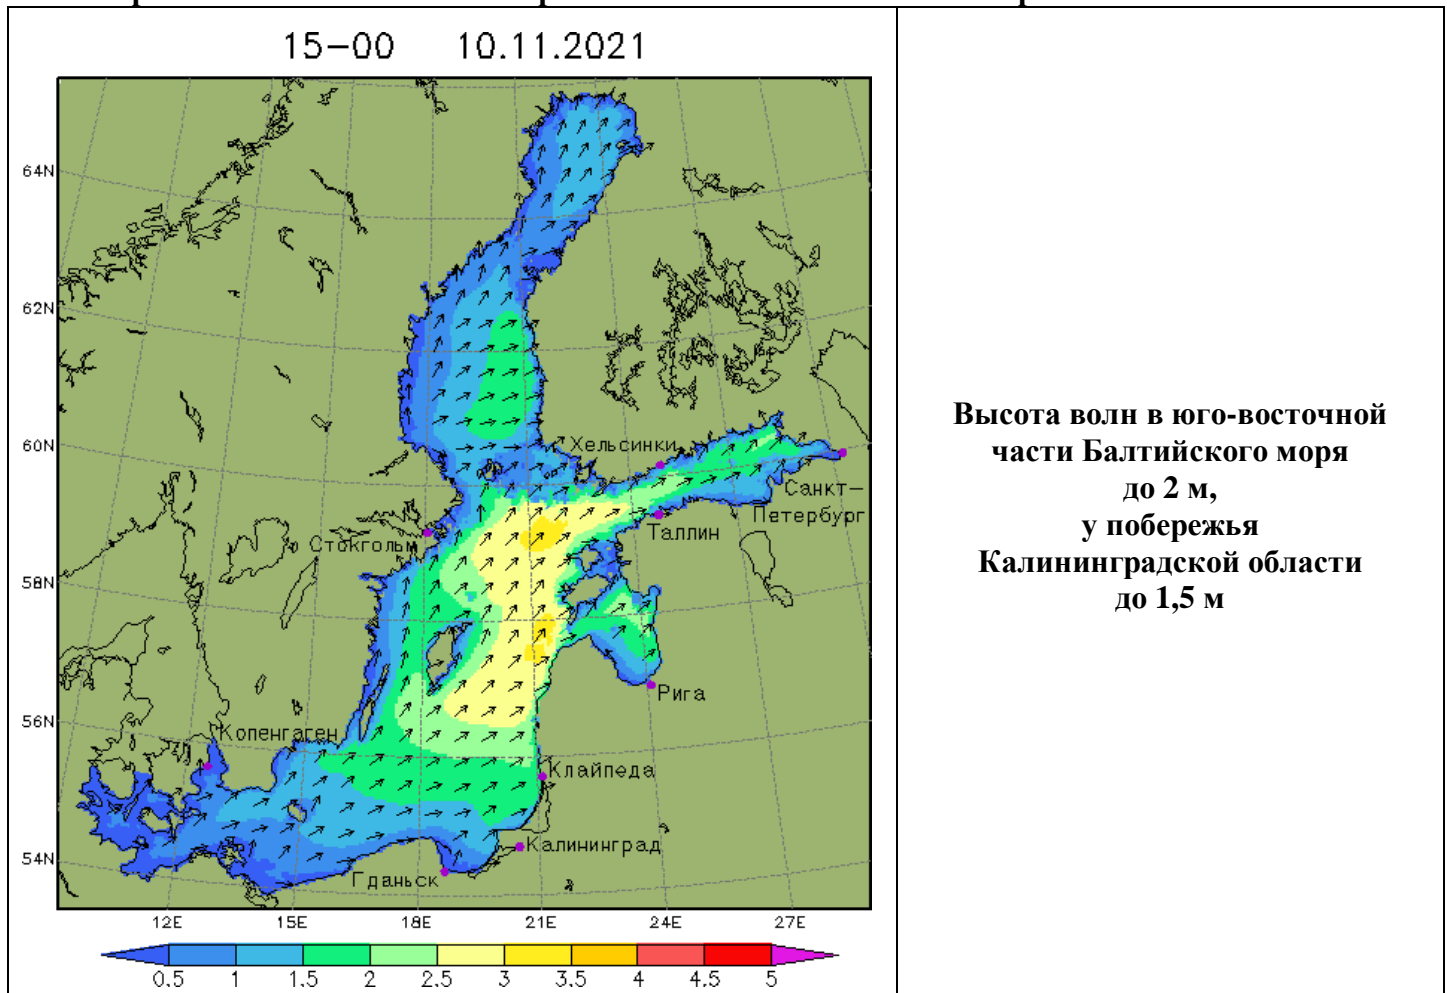 15-00 10.11.2021
64N
62N
60N
58N
56N
54N
Хельсинки
Санкт-
Петербург
Таллин
Стокгольм
Рига
Копенгаген
Клайпеда
Калининград
Гданьск
12E 15E 18E 21E 24E 27E
0.5 1 1.5 2 2.5 3 3.5 4 4.5 5
Высота волн в юго-восточной
части Балтийского моря
до 2 м,
у побережья
Калининградской области
до 1,5 м